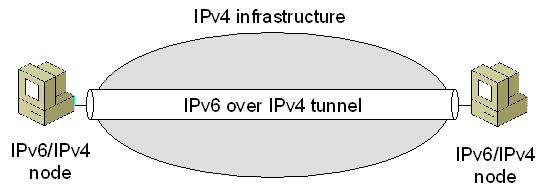 IPv4 infrastructure
IPv6 over IPv4 tunnel
IPv6/IPv4
node
IPv6/IPv4
node